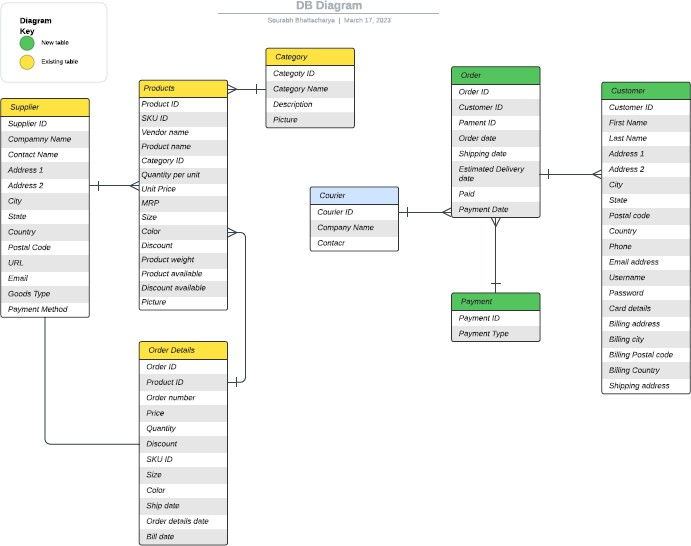 DB Diagram
Sourabh Bhattacharya | March 17, 2023
Diagram
Key
New table
Existing table
Supplier
Supplier ID
Compamny Name
Contact Name
Address 1
Address 2
City
State
Country
Postal Code
URL
Email
Goods Type
Payment Method
Products
Product ID
SKU ID
Vendor name
Product name
Category ID
Quantity per unit
Unit Price
MRP
Size
Color
Discount
Product weight
Product available
Discount available
Picture
Category
Categoty ID
Category Name
Description
Picture
Order Details
Order ID
Product ID
Order number
Price
Quantity
Discount
SKU ID
Size
Color
Ship date
Order details date
Bill date
Courier
Courier ID
Company Name
Contacr
Order
Order ID
Customer ID
Pament ID
Order date
Shipping date
Estimated Delivery
date
Paid
Payment Date
Payment
Payment ID
Payment Type
Customer
Customer ID
First Name
Last Name
Address 1
Address 2
City
State
Postal code
Country
Phone
Email address
Username
Password
Card details
Billing address
Billing city
Billing Postal code
Billing Country
Shipping address